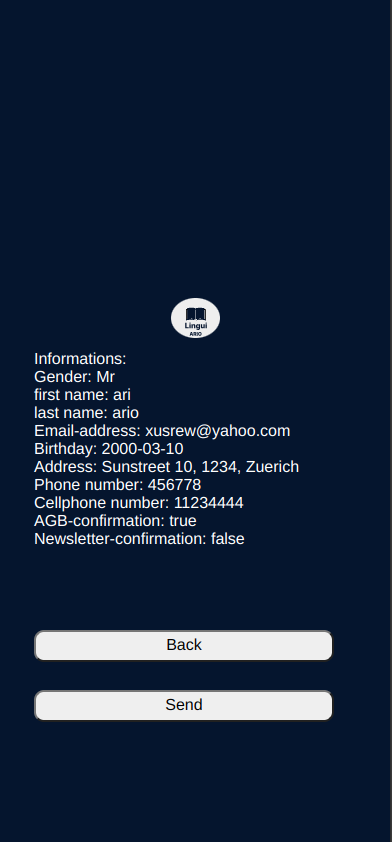 Lingui
ARIO
Informations:
Gender: Mr
first name: ari
last name: ario
Email-address: xusrew@yahoo.com
Birthday: 2000-03-10
Address: Sunstreet 10, 1234, Zuerich
Phone number: 456778
Cellphone number: 11234444
AGB-confirmation: true
Newsletter-confirmation: false
Back
Send